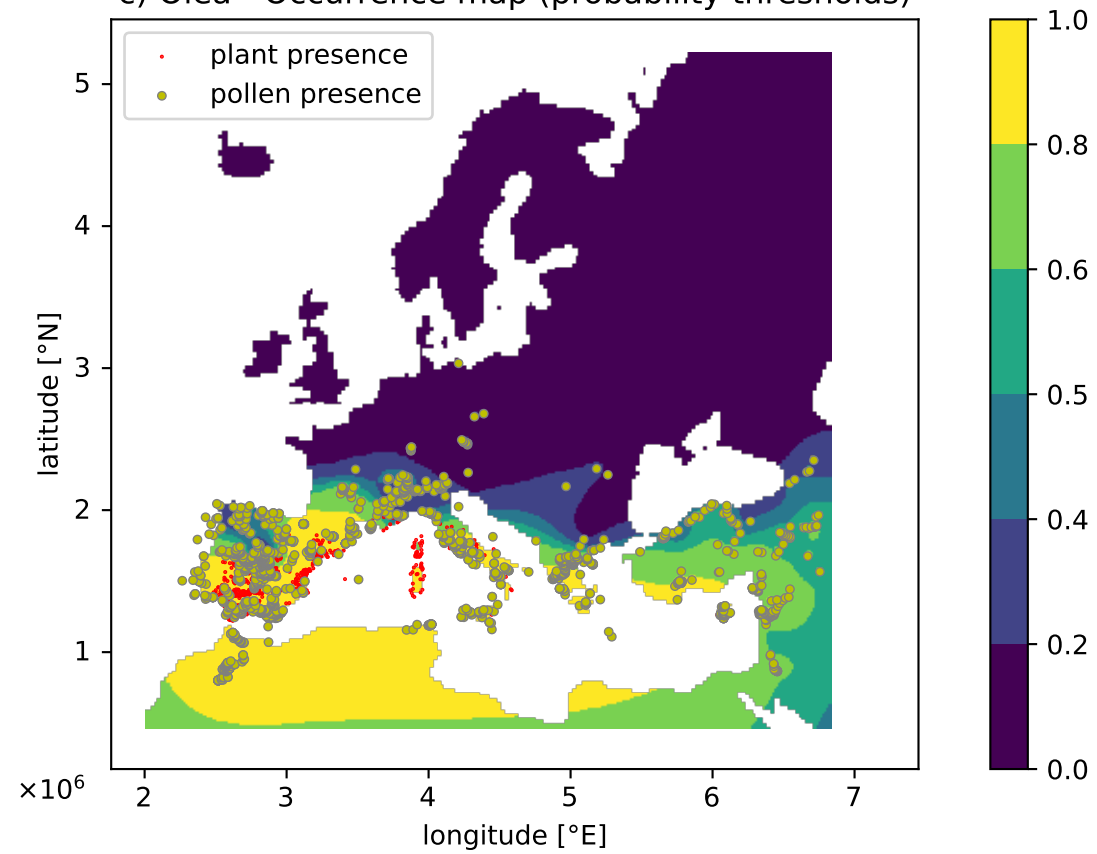 c) Olea - Occurrence map (probability thresholds)
plant presence
pollen presence
1.0
0.8
0.6
0.5
0.4
0.2
0.0
5
4
3
2
1
latitude [°N]
×10⁶
2 3 4 5 6 7
longitude [°E]